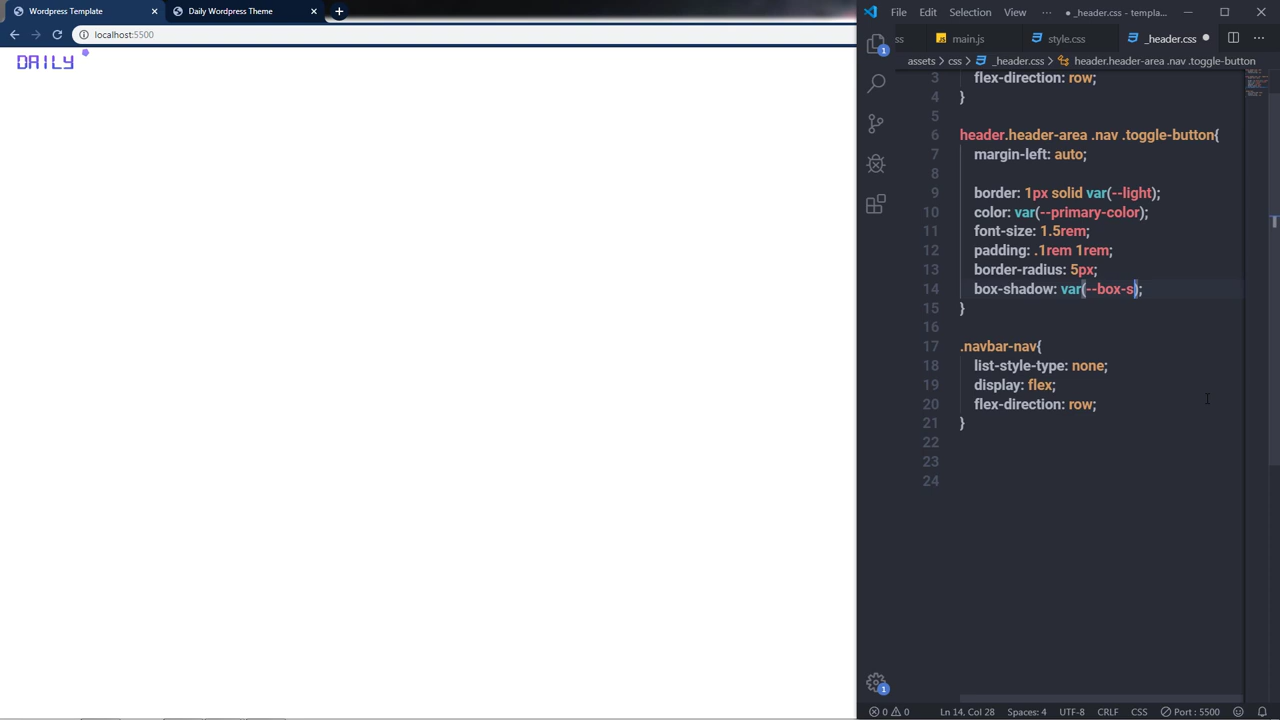 Wordpress Template
Daily Wordpress Theme
localhost:5500
DAILY
File Edit Selection View ··· ● _header.css - templa...
ss main.js style.css _header.css ●
assets › css › _header.css › header.header-area .nav .toggle-button
3 flex-direction: row;
4 }
5
6 header.header-area .nav .toggle-button{
7 margin-left: auto;
8
9 border: 1px solid var(--light);
10 color: var(--primary-color);
11 font-size: 1.5rem;
12 padding: .1rem 1rem;
13 border-radius: 5px;
14 box-shadow: var(--box-s);
15 }
16
17 .navbar-nav{
18 list-style-type: none;
19 display: flex;
20 flex-direction: row;
21 }
22
23
24
1
1
0 0 Ln 14, Col 28 Spaces: 4 UTF-8 CRLF CSS Port : 5500